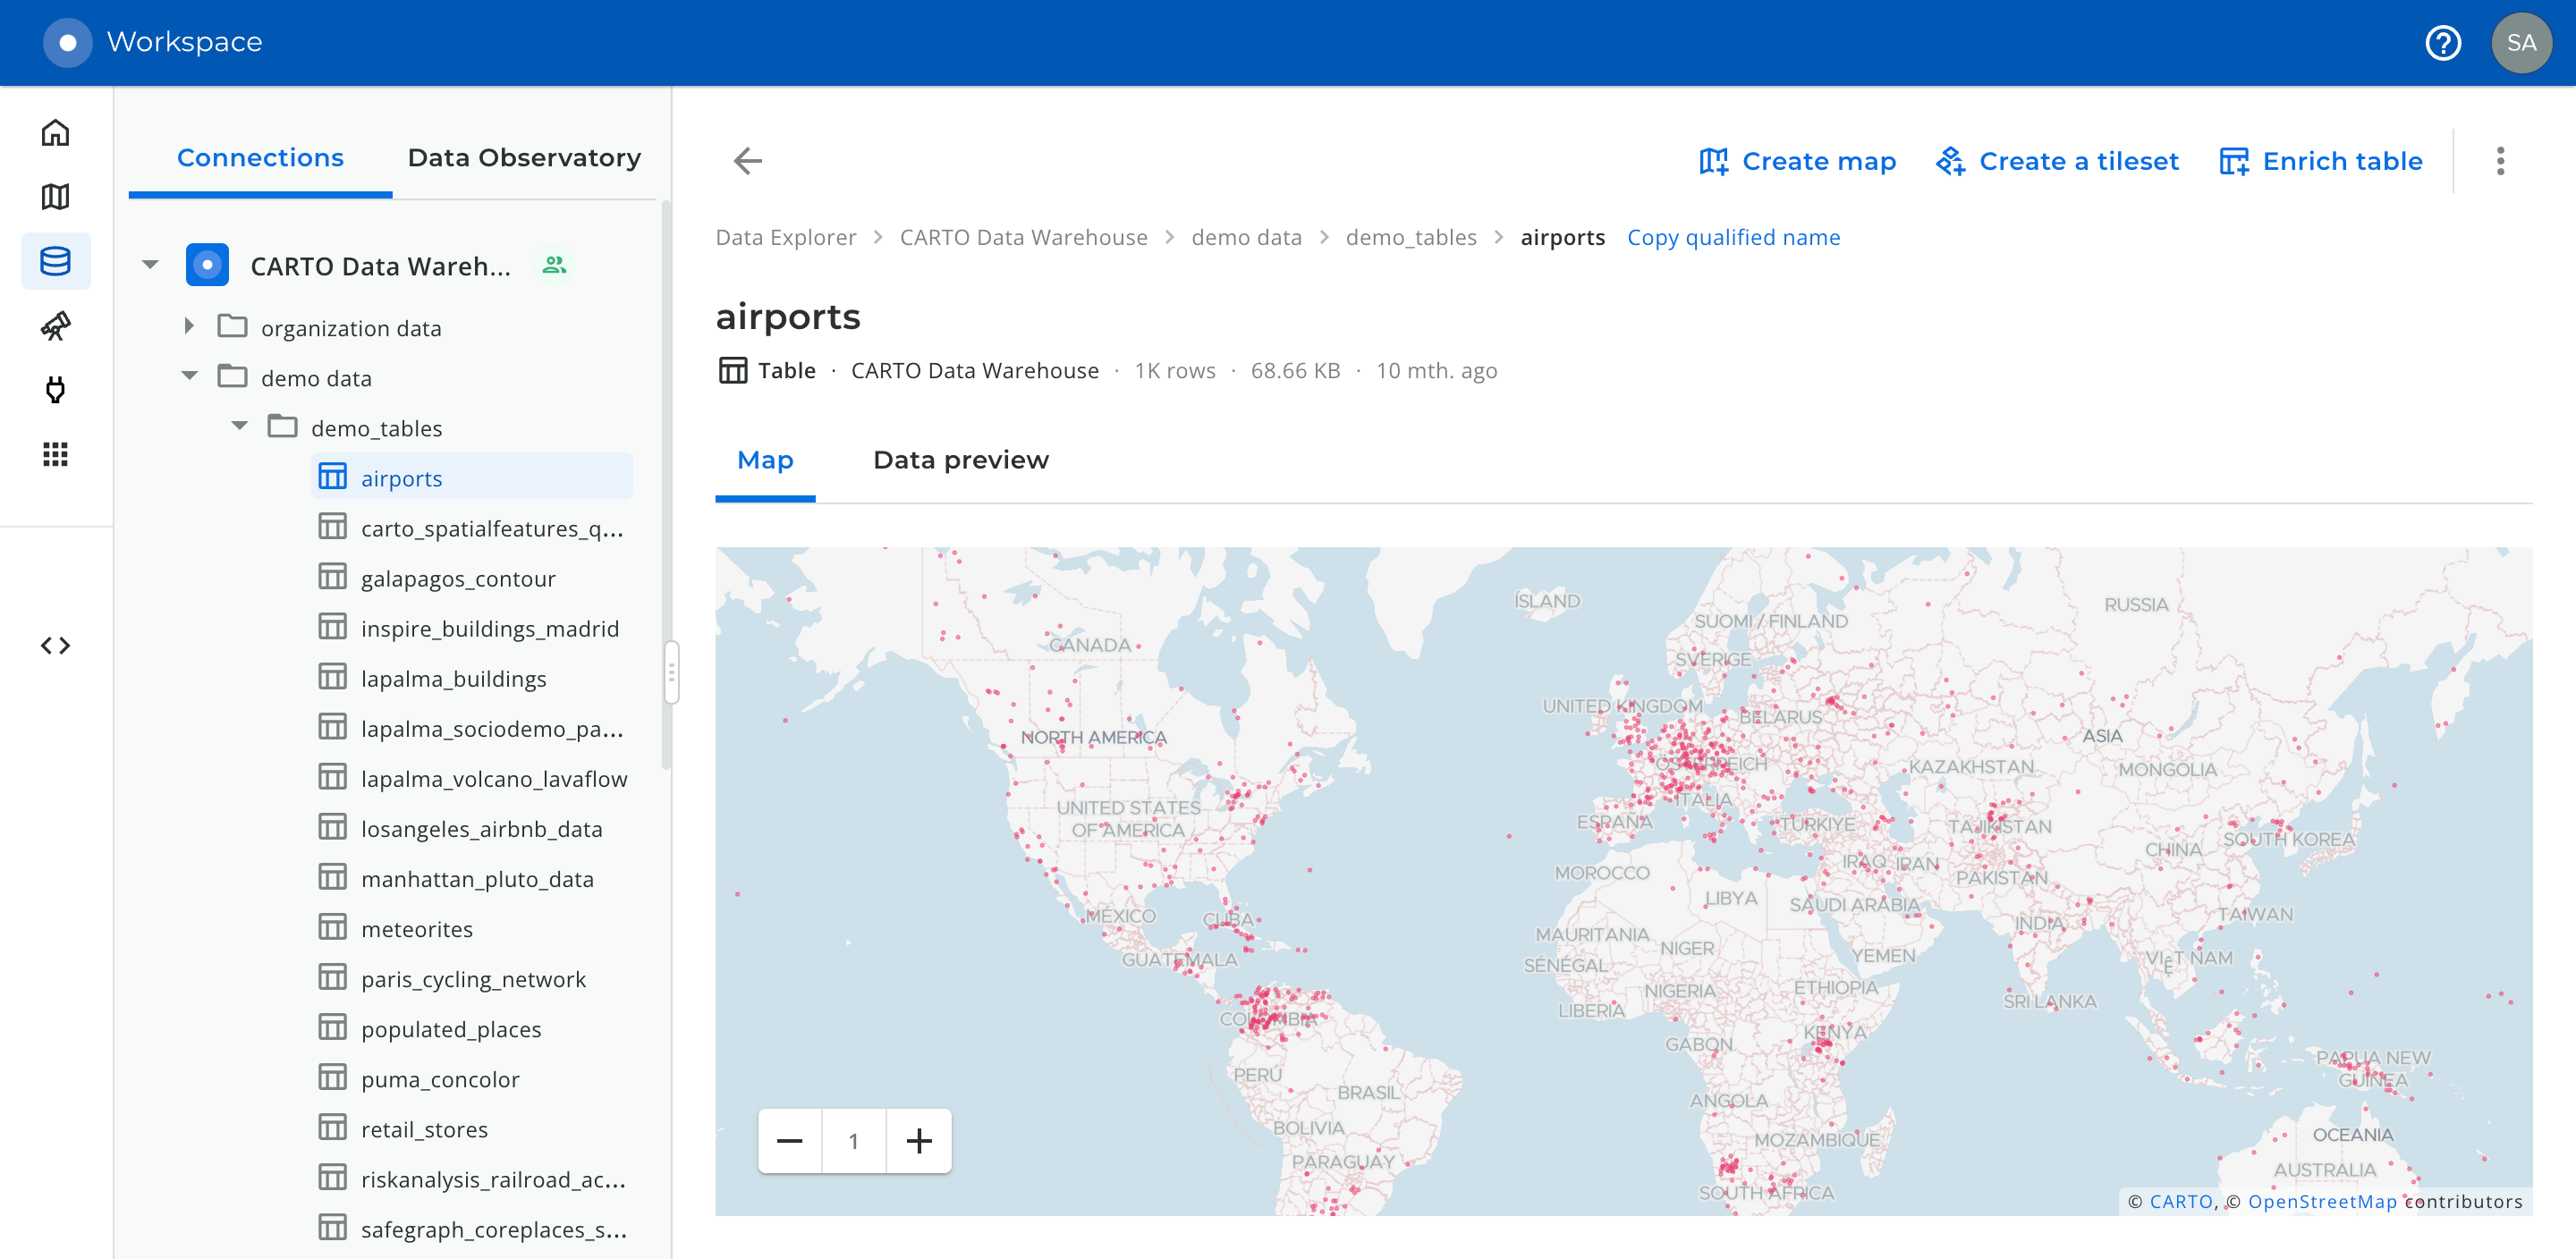 Workspace
SA
Connections
Data Observatory
CARTO Data Wareh...
organization data
demo data
demo_tables
airports
carto_spatialfeatures_q...
galapagos_contour
inspire_buildings_madrid
lapalma_buildings
lapalma_sociodemo_pa...
lapalma_volcano_lavaflow
losangeles_airbnb_data
manhattan_pluto_data
meteorites
paris_cycling_network
populated_places
puma_concolor
retail_stores
riskanalysis_railroad_ac...
safegraph_coreplaces_s...
Create map
Create a tileset
Enrich table
Data Explorer > CARTO Data Warehouse > demo data > demo_tables > airports Copy qualified name
airports
Table · CARTO Data Warehouse · 1K rows · 68.66 KB · 10 mth. ago
Map
Data preview
ÍSLAND
RUSSIA
SUOMI / FINLAND
CANADA
SVERIGE
UNITED KINGDOM
BELARUS
NORTH AMERICA
ASIA
ÖSTERREICH
KAZAKHSTAN
MONGOLIA
ITALIA
UNITED STATES
OF AMERICA
ESPAÑA
TÜRKIYE
TAJIKISTAN
SOUTH KOREA
CHINA
IRAQ
IRAN
MOROCCO
PAKISTAN
LIBYA
SAUDI ARABIA
MÉXICO
CUBA
TAIWAN
INDIA
MAURITANIA
NIGER
GUATEMALA
YEMEN
VIỆT NAM
SÉNÉGAL
NIGERIA
ETHIOPIA
SRI LANKA
LIBERIA
COLOMBIA
KENYA
GABON
PAPUA NEW
GUINEA
PERÚ
BRASIL
ANGOLA
BOLIVIA
MOZAMBIQUE
OCEANIA
PARAGUAY
AUSTRALIA
SOUTH AFRICA
1
© CARTO, © OpenStreetMap contributors